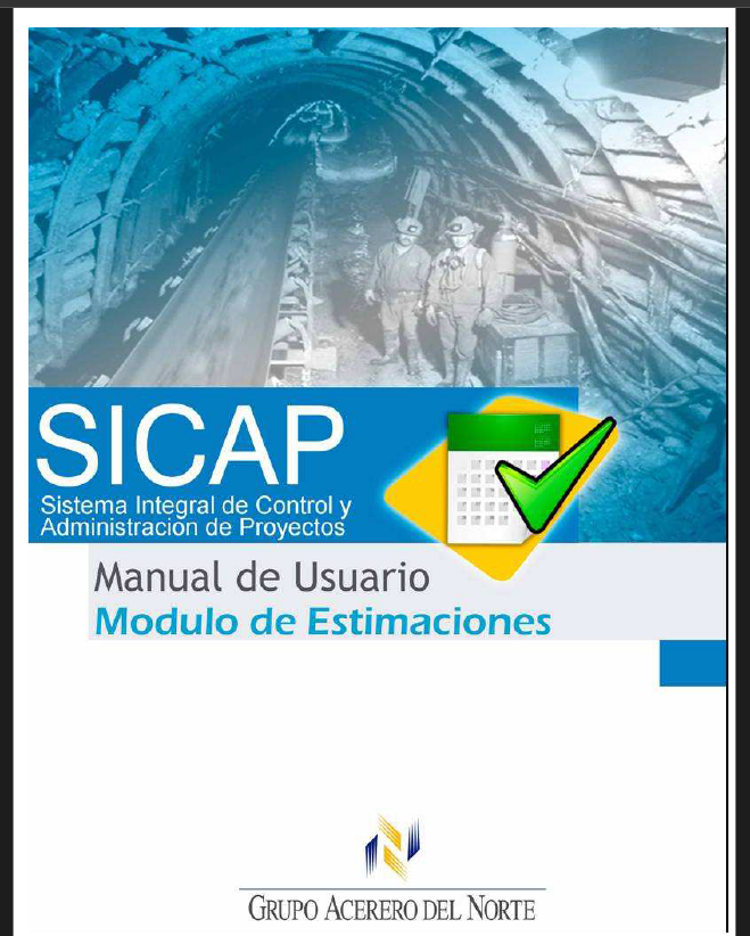 SICAP
Sistema Integral de Control y
Administración de Proyectos
Manual de Usuario
Modulo de Estimaciones
GRUPO ACERERO DEL NORTE